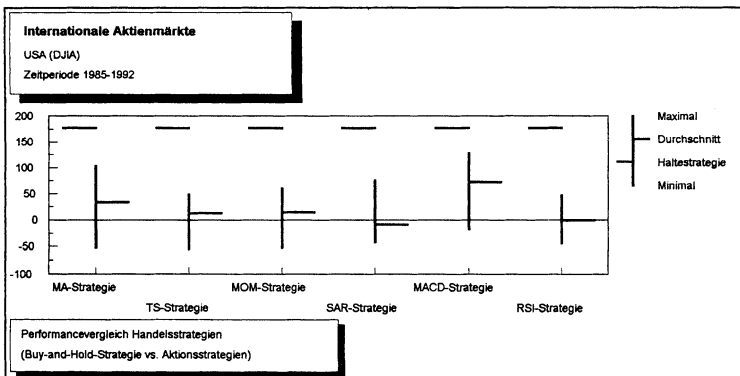 Internationale Aktienmärkte
USA (DJIA)
Zeitperiode 1985-1992
200
150
100
50
0
-50
-100
Maximal
Durchschnitt
Haltestrategie
Minimal
MA-Strategie
MOM-Strategie
MACD-Strategie
TS-Strategie
SAR-Strategie
RSI-Strategie
Performancevergleich Handelsstrategien
(Buy-and-Hold-Strategie vs. Aktionsstrategien)